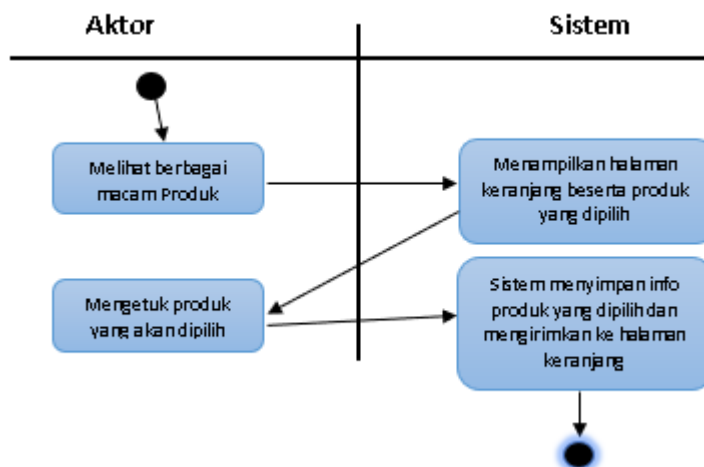 Aktor
Sistem
Melihat berbagai
macam Produk
Menampilkan halaman
keranjang beserta produk
yang dipilih
Mengetuk produk
yang akan dipilih
Sistem menyimpan info
produk yang dipilih dan
mengirimkan ke halaman
keranjang